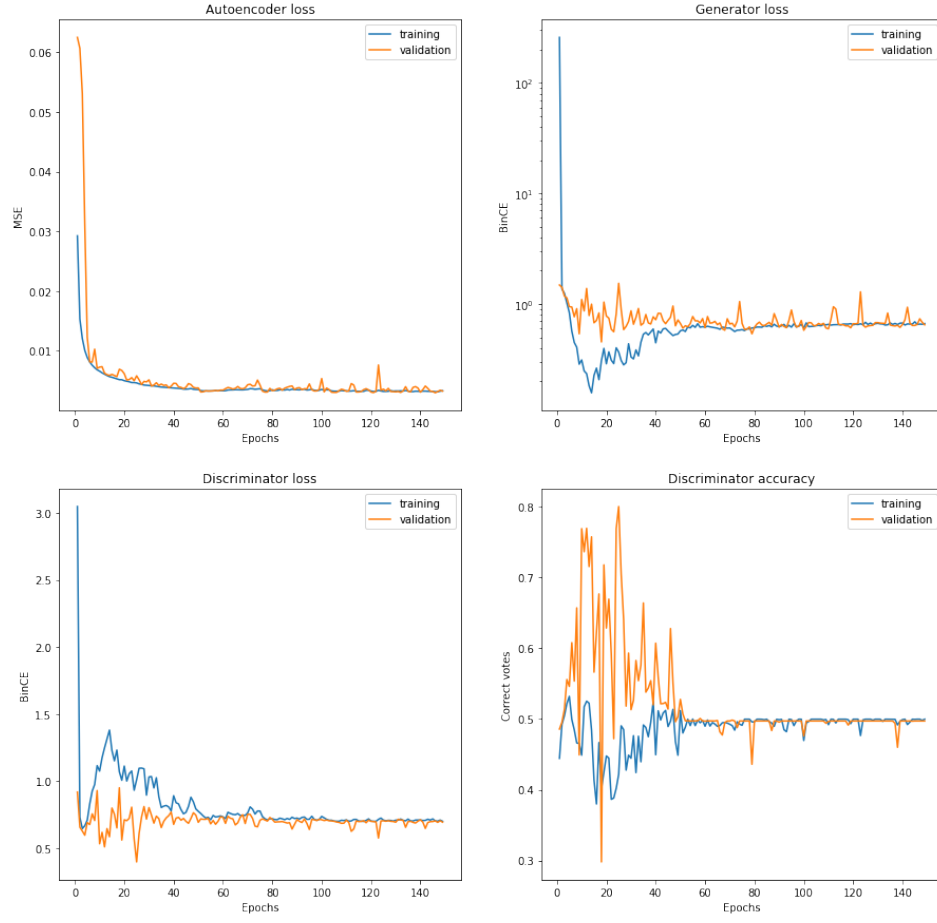 Autoencoder loss
training
validation
0.06
0.05
0.04
0.03
0.02
0.01
MSE
0 20 40 60 80 100 120 140
Epochs
Generator loss
training
validation
10²
10¹
10⁰
BinCE
0 20 40 60 80 100 120 140
Epochs
Discriminator loss
training
validation
3.0
2.5
2.0
1.5
1.0
0.5
BinCE
0 20 40 60 80 100 120 140
Epochs
Discriminator accuracy
training
validation
0.8
0.7
0.6
0.5
0.4
0.3
Correct votes
0 20 40 60 80 100 120 140
Epochs